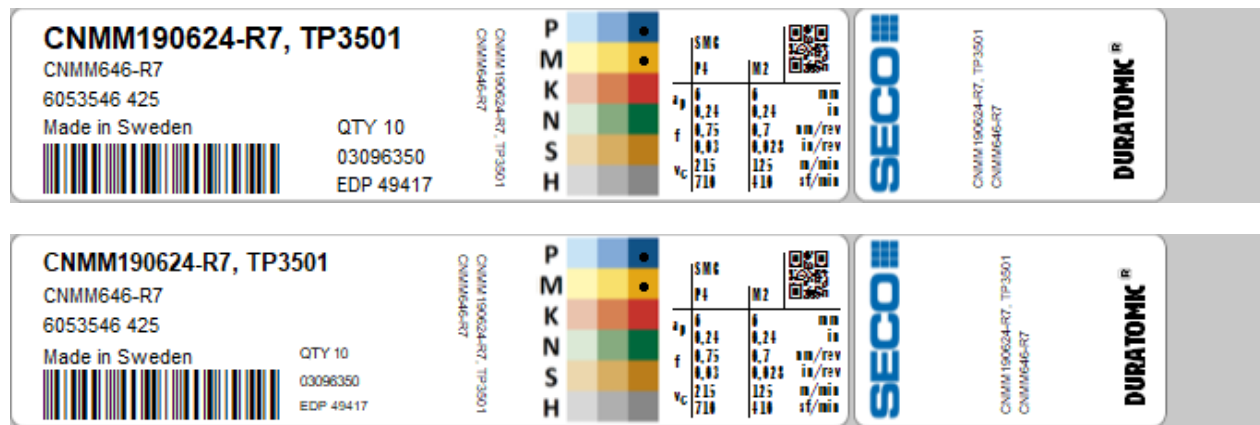 CNMM190624-R7, TP3501
CNMM646-R7
6053546 425
Made in Sweden
QTY 10
03096350
EDP 49417
CNMM190624-R7, TP3501
CNMM646-R7
P
M
K
N
S
H
SMG
P4 M2
ap 6 6 mm
0,24 0,24 in
f 0,75 0,7 mm/rev
0,03 0,028 in/rev
vc 215 125 m/min
710 410 sf/min
SECO
CNMM190624-R7, TP3501
CNMM646-R7
DURATOMIC®
CNMM190624-R7, TP3501
CNMM646-R7
6053546 425
Made in Sweden
QTY 10
03096350
EDP 49417
CNMM190624-R7, TP3501
CNMM646-R7
P
M
K
N
S
H
SMG
P4 M2
ap 6 6 mm
0,24 0,24 in
f 0,75 0,7 mm/rev
0,03 0,028 in/rev
vc 215 125 m/min
710 410 sf/min
SECO
CNMM190624-R7, TP3501
CNMM646-R7
DURATOMIC®